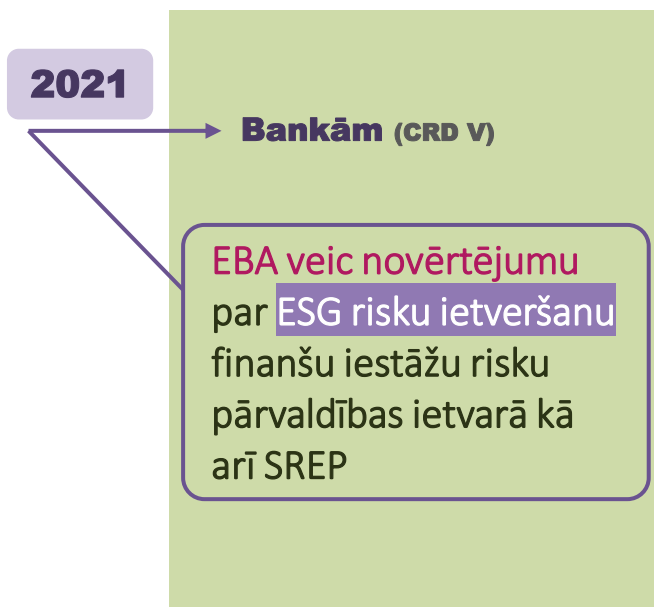 2021
Bankām (CRD V)
EBA veic novērtējumu
par ESG risku ietveršanu
finanšu iestāžu risku
pārvaldības ietvarā kā
arī SREP